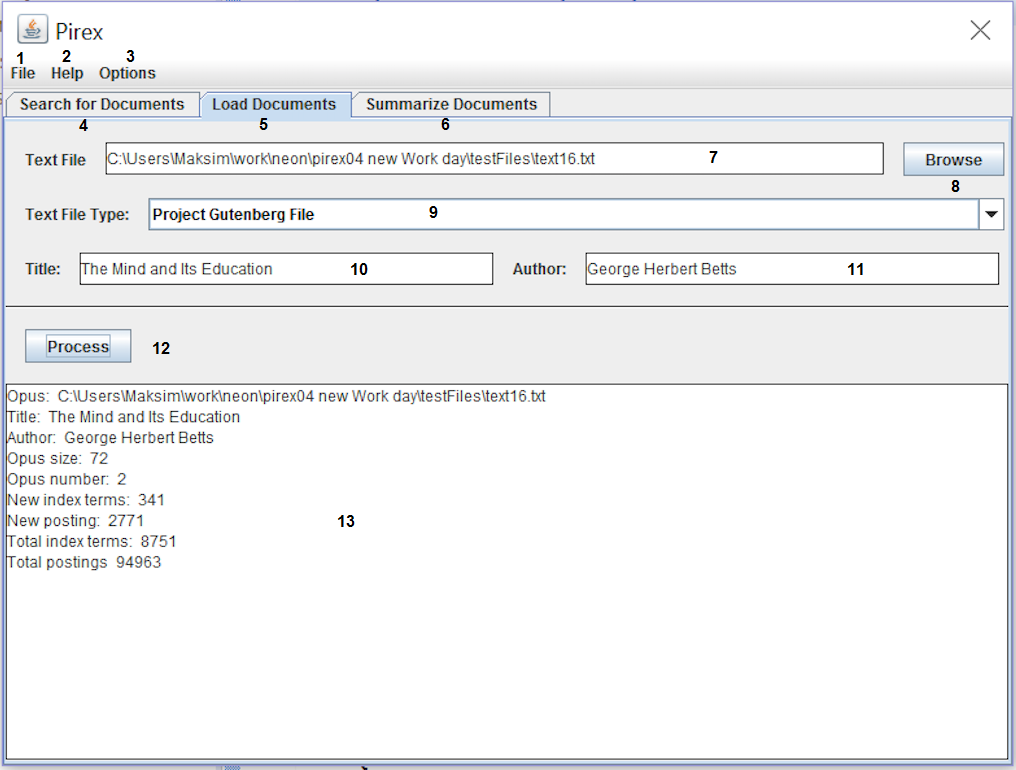 Pirex
1 2 3
File Help Options
Search for Documents Load Documents Summarize Documents
4 5 6
Text File C:\Users\Maksim\work\neon\pirex04 new Work day\testFiles\text16.txt 7 Browse
8
Text File Type: Project Gutenberg File 9
Title: The Mind and Its Education 10 Author: George Herbert Betts 11
Process 12
Opus:  C:\Users\Maksim\work\neon\pirex04 new Work day\testFiles\text16.txt
Title:  The Mind and Its Education
Author:  George Herbert Betts
Opus size:  72
Opus number:  2
New index terms:  341
New posting:  2771 13
Total index terms:  8751
Total postings  94963